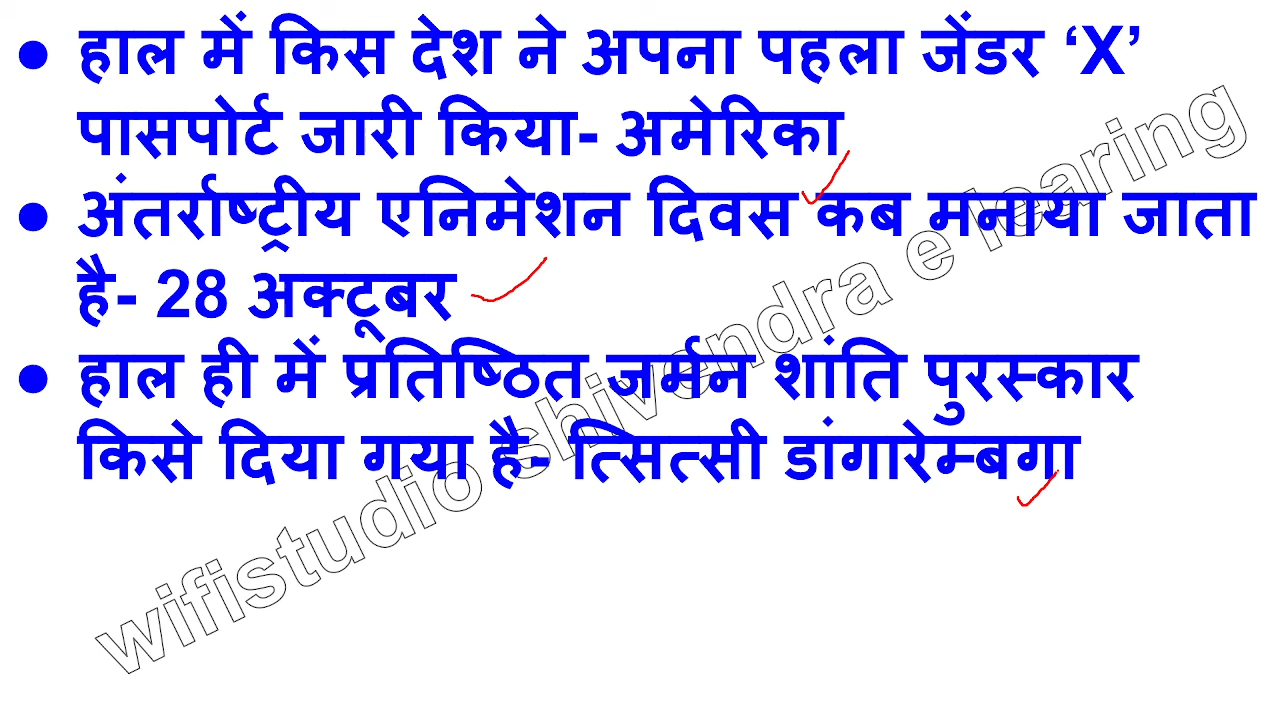 ● हाल में किस देश ने अपना पहला जेंडर ‘X’
पासपोर्ट जारी किया- अमेरिका
● अंतर्राष्ट्रीय एनिमेशन दिवस कब मनाया जाता
है- 28 अक्टूबर
● हाल ही में प्रतिष्ठित जर्मन शांति पुरस्कार
किसे दिया गया है- त्सित्सी डांगारेम्बगा
wifistudio shivendra e learing